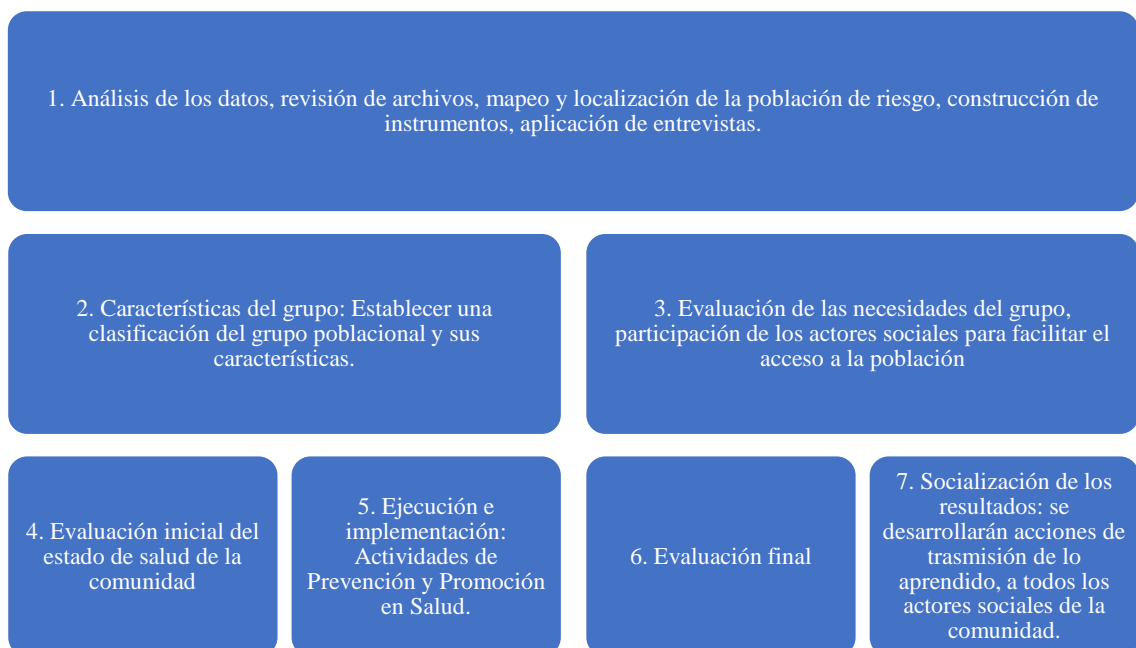 1. Análisis de los datos, revisión de archivos, mapeo y localización de la población de riesgo, construcción de
instrumentos, aplicación de entrevistas.
2. Características del grupo: Establecer una
clasificación del grupo poblacional y sus
características.
3. Evaluación de las necesidades del grupo,
participación de los actores sociales para facilitar el
acceso a la población
4. Evaluación inicial del
estado de salud de la
comunidad
5. Ejecución e
implementación:
Actividades de
Prevención y Promoción
en Salud.
6. Evaluación final
7. Socialización de los
resultados: se
desarrollarán acciones de
trasmisión de lo
aprendido, a todos los
actores sociales de la
comunidad.